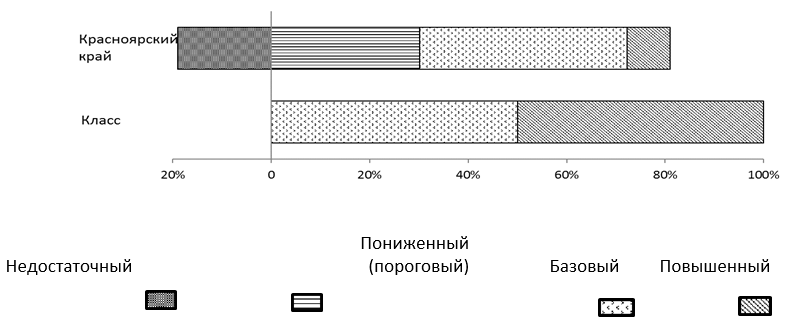 Красноярский
край
Класс
20% 0 20% 40% 60% 80% 100%
Пониженный
Недостаточный (пороговый) Базовый Повышенный